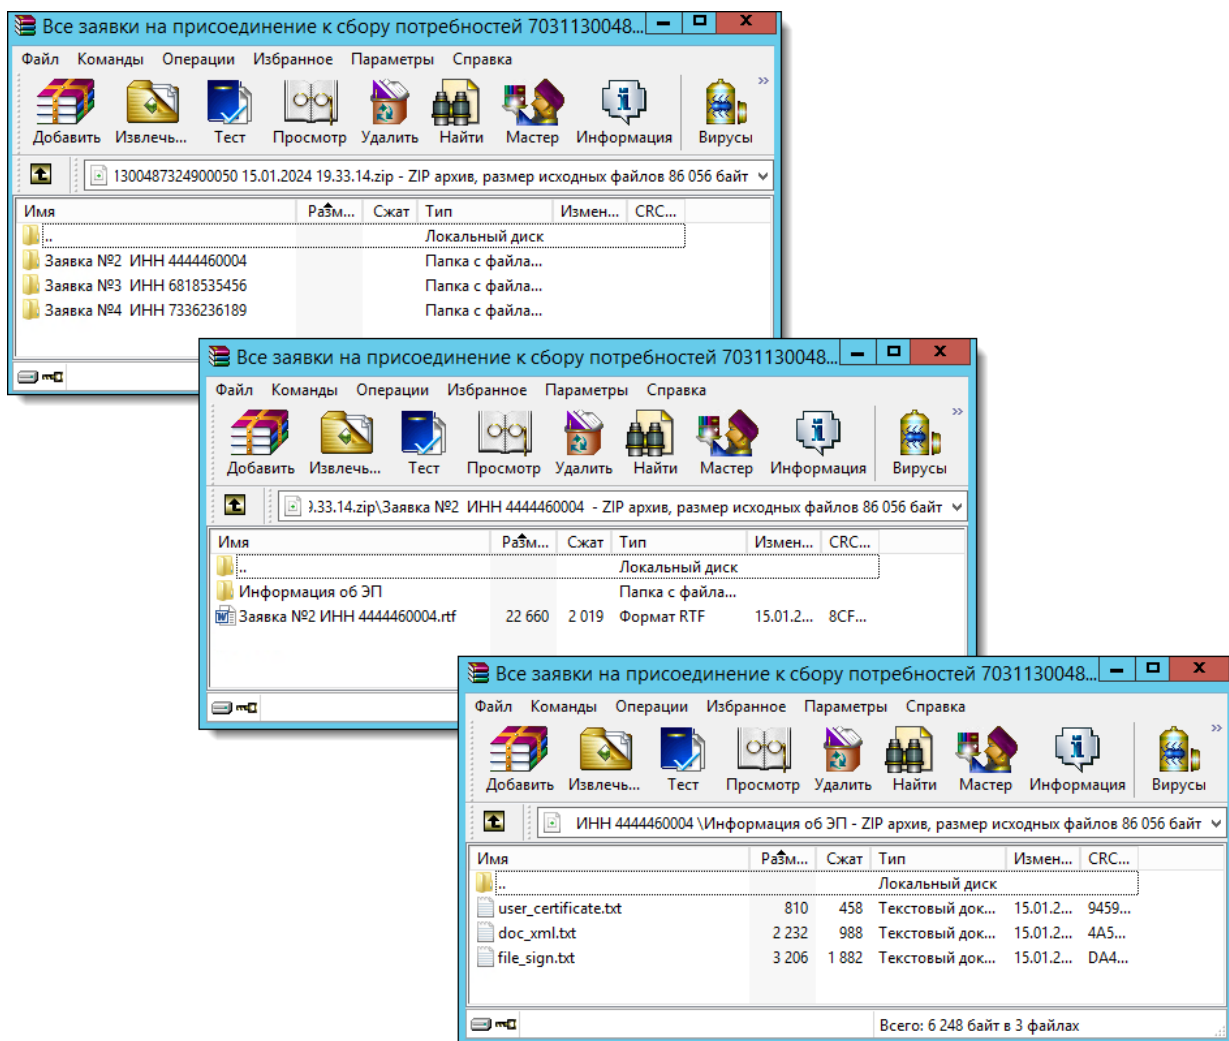 Все заявки на присоединение к сбору потребностей 7031130048...
Файл Команды Операции Избранное Параметры Справка
Добавить Извлечь... Тест Просмотр Удалить Найти Мастер Информация Вирусы
1300487324900050 15.01.2024 19.33.14.zip - ZIP архив, размер исходных файлов 86 056 байт
Имя Разм... Сжат Тип Измен... CRC...
.. Локальный диск
Заявка №2 ИНН 4444460004 Папка с файла...
Заявка №3 ИНН 6818535456 Папка с файла...
Заявка №4 ИНН 7336236189 Папка с файла...
Все заявки на присоединение к сбору потребностей 7031130048...
Файл Команды Операции Избранное Параметры Справка
Добавить Извлечь... Тест Просмотр Удалить Найти Мастер Информация Вирусы
.33.14.zip\Заявка №2 ИНН 4444460004 - ZIP архив, размер исходных файлов 86 056 байт
Имя Разм... Сжат Тип Измен... CRC...
.. Локальный диск
Информация об ЭП Папка с файла...
Заявка №2 ИНН 4444460004.rtf 22 660 2 019 Формат RTF 15.01.2... 8CF...
Все заявки на присоединение к сбору потребностей 7031130048...
Файл Команды Операции Избранное Параметры Справка
Добавить Извлечь... Тест Просмотр Удалить Найти Мастер Информация Вирусы
ИНН 4444460004 \Информация об ЭП - ZIP архив, размер исходных файлов 86 056 байт
Имя Разм... Сжат Тип Измен... CRC...
.. Локальный диск
user_certificate.txt 810 458 Текстовый док... 15.01.2... 9459...
doc_xml.txt 2 232 988 Текстовый док... 15.01.2... 4A5...
file_sign.txt 3 206 1 882 Текстовый док... 15.01.2... DA4...
Всего: 6 248 байт в 3 файлах